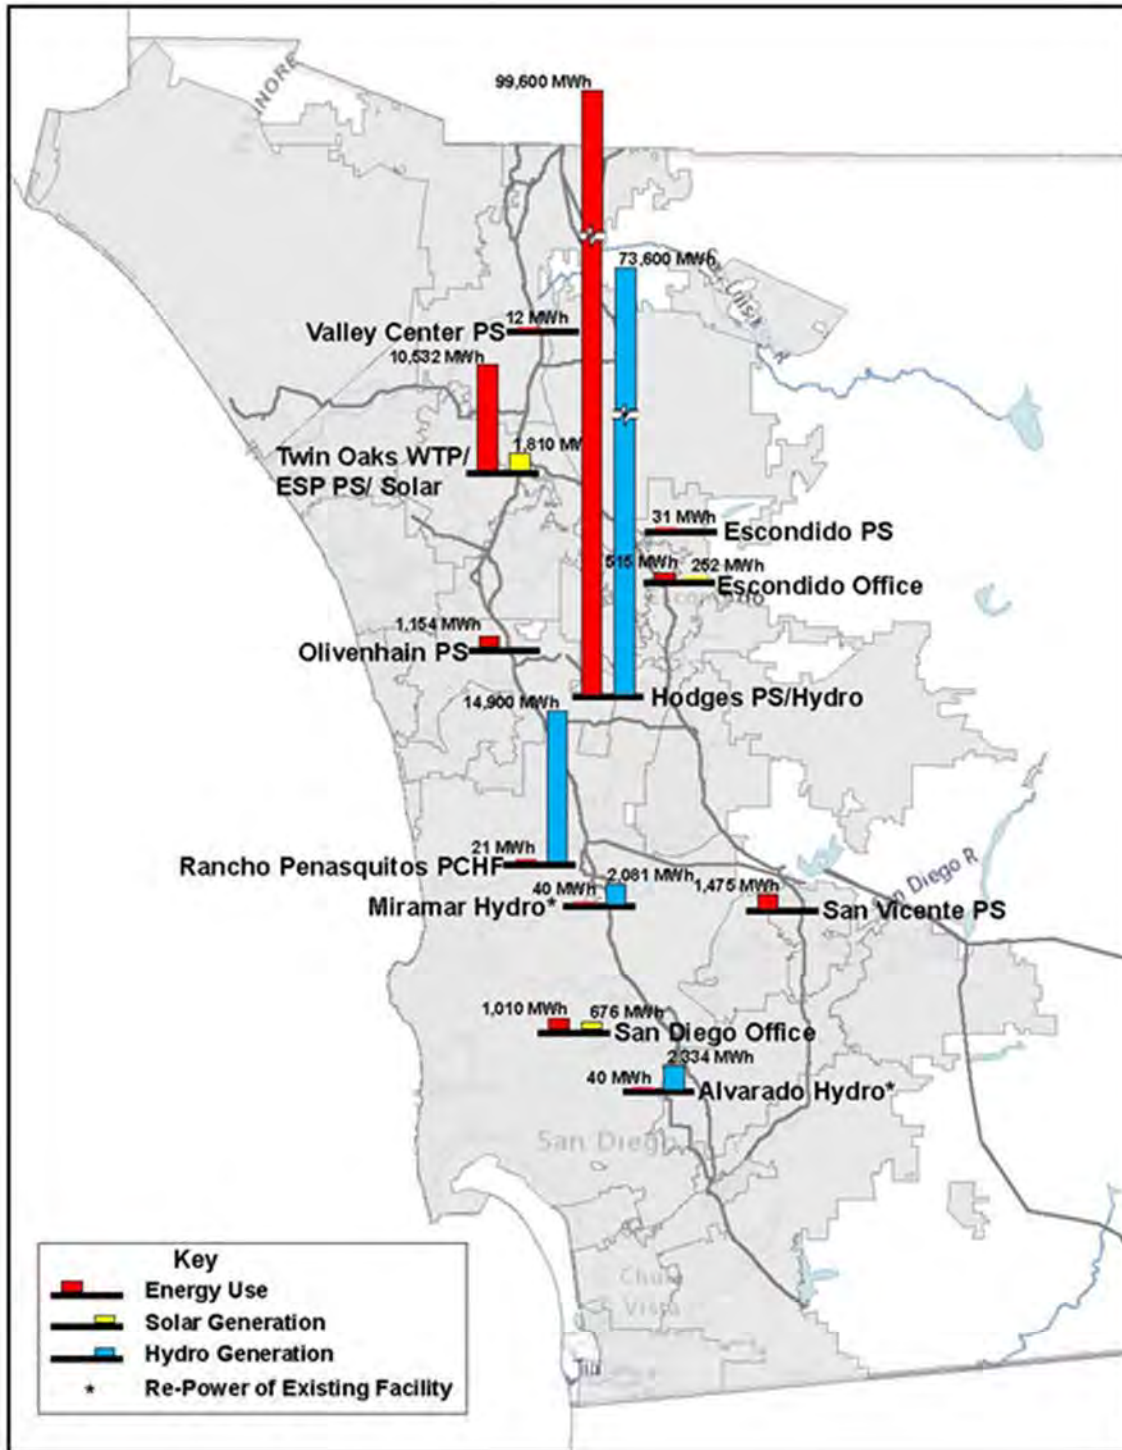 99,600 MWh
73,600 MWh
12 MWh
Valley Center PS
10,532 MWh
1,810 MW
Twin Oaks WTP/
ESP PS/ Solar
31 MWh
Escondido PS
515 MWh
252 MWh
Escondido Office
1,154 MWh
Olivenhain PS
Hodges PS/Hydro
14,900 MWh
21 MWh
Rancho Penasquitos PCHF
40 MWh
2,081 MWh
Miramar Hydro*
1,475 MWh
San Diego R
San Vicente PS
1,010 MWh
676 MWh
San Diego Office
2,334 MWh
40 MWh
Alvarado Hydro*
San Diego
Chula
Vista
Key
Energy Use
Solar Generation
Hydro Generation
* Re-Power of Existing Facility